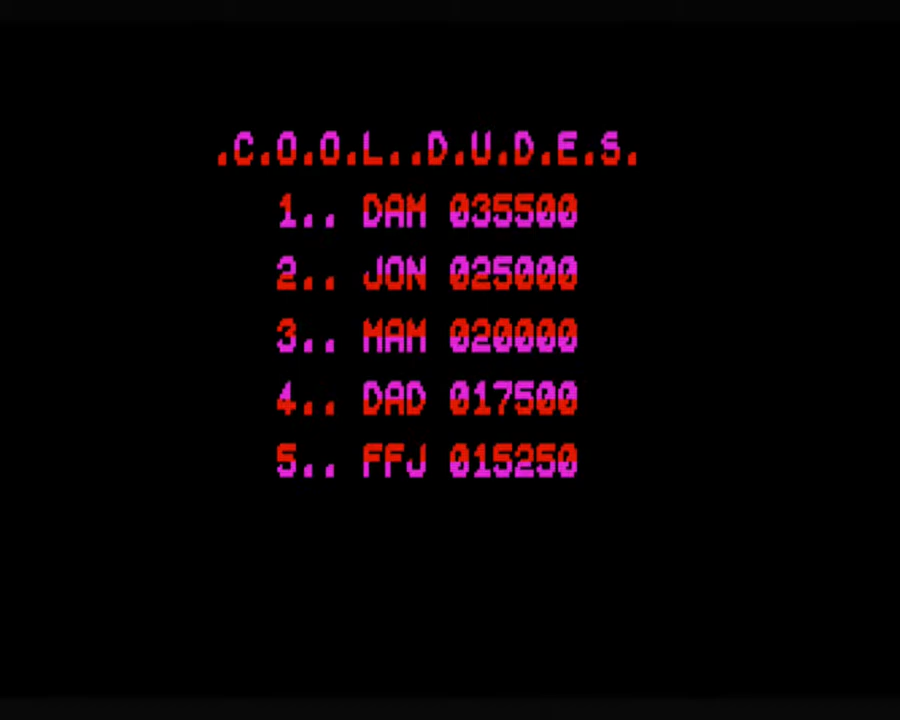 .C.O.O.L..D.U.D.E.S.
1.. DAM 035500
2.. JON 025000
3.. MAM 020000
4.. DAD 017500
5.. FFJ 015250